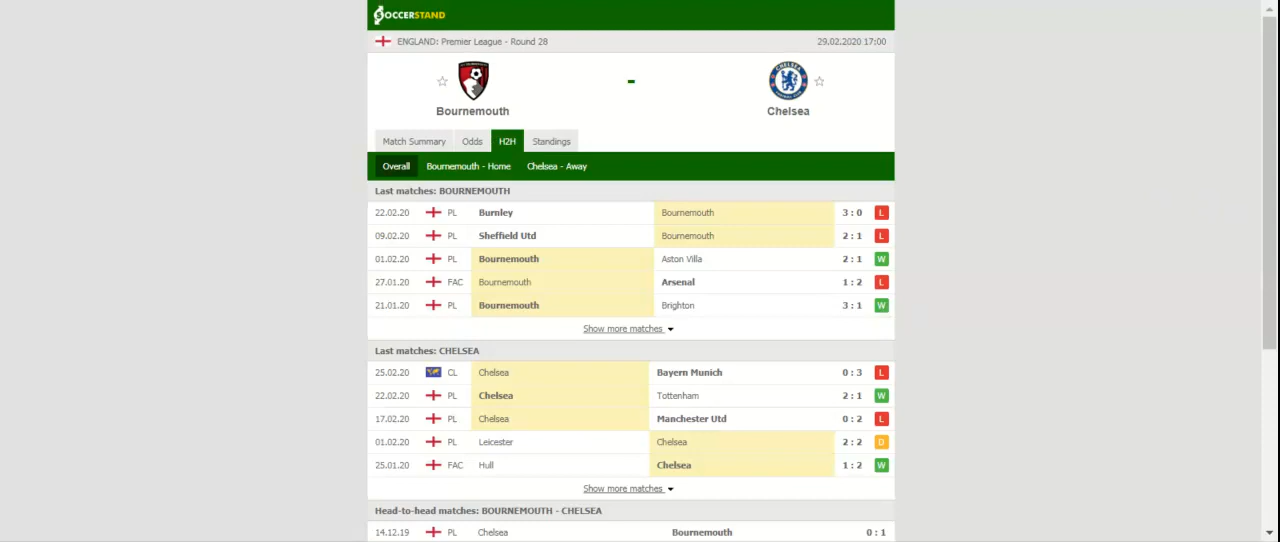 SOCCERSTAND
ENGLAND: Premier League - Round 28 29.02.2020 17:00
-
Bournemouth Chelsea
Match Summary Odds H2H Standings
Overall Bournemouth - Home Chelsea - Away
Last matches: BOURNEMOUTH
22.02.20 PL Burnley Bournemouth 3 : 0 L
09.02.20 PL Sheffield Utd Bournemouth 2 : 1 L
01.02.20 PL Bournemouth Aston Villa 2 : 1 W
27.01.20 FAC Bournemouth Arsenal 1 : 2 L
21.01.20 PL Bournemouth Brighton 3 : 1 W
Show more matches
Last matches: CHELSEA
25.02.20 CL Chelsea Bayern Munich 0 : 3 L
22.02.20 PL Chelsea Tottenham 2 : 1 W
17.02.20 PL Chelsea Manchester Utd 0 : 2 L
01.02.20 PL Leicester Chelsea 2 : 2 D
25.01.20 FAC Hull Chelsea 1 : 2 W
Show more matches
Head-to-head matches: BOURNEMOUTH - CHELSEA
14.12.19 PL Chelsea Bournemouth 0 : 1